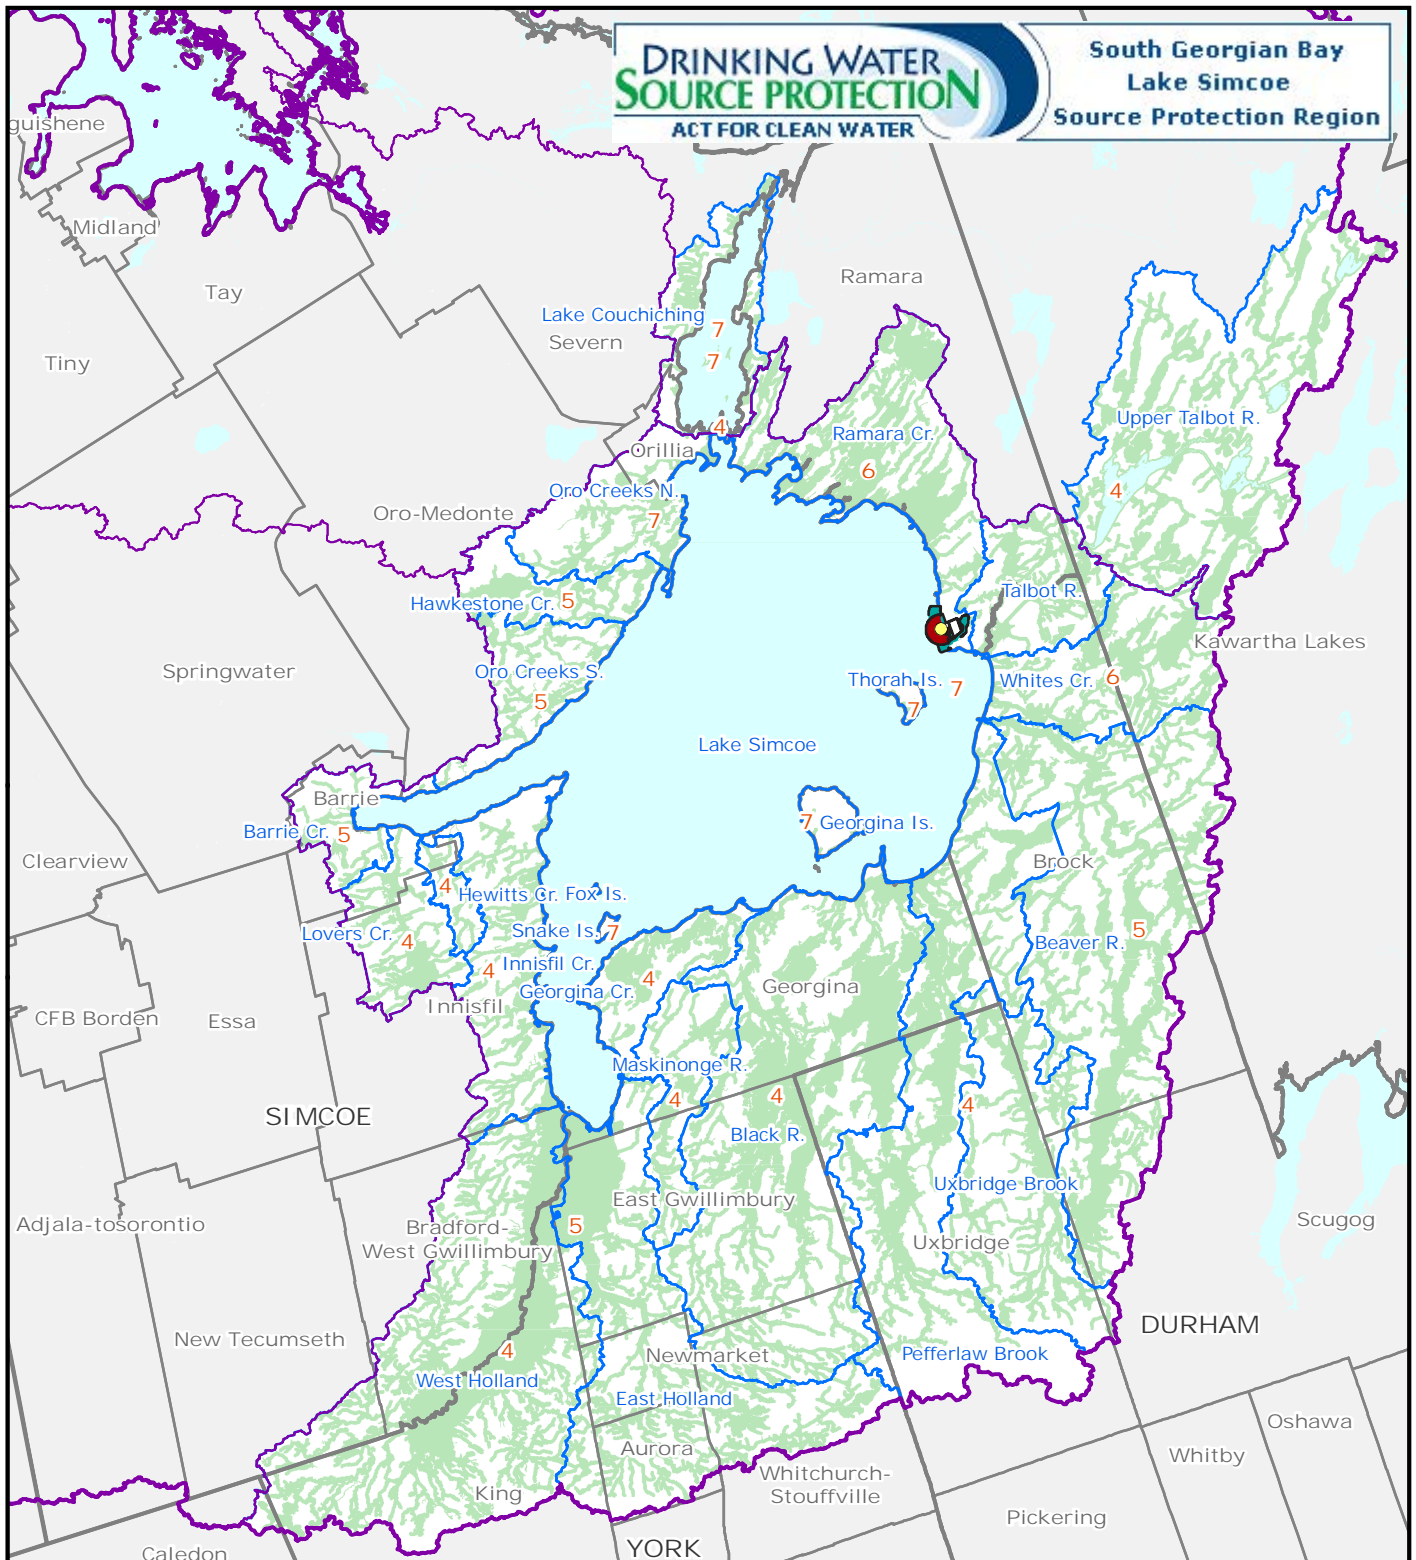 DRINKING WATER
SOURCE PROTECTION
ACT FOR CLEAN WATER
South Georgian Bay
Lake Simcoe
Source Protection Region
guishene
Midland
Tay
Tiny
Ramara
Lake Couchiching
7
Severn
7
4
Ramara Cr.
Upper Talbot R.
Orillia
6
Oro Creeks N.
4
Oro-Medonte
7
Hawkestone Cr.
5
Talbot R.
Kawartha Lakes
Springwater
Oro Creeks S.
5
Thorah Is.
7
7
Whites Cr.
6
Lake Simcoe
Barrie
Barrie Cr.
5
7
Georgina Is.
Clearview
Brock
4
Hewitts Cr.
Fox Is.
Lovers Cr.
4
Snake Is.
7
Beaver R.
5
4
Innisfil Cr.
4
Georgina Cr.
Georgina
Innisfil
CFB Borden
Essa
Maskinonge R.
4
4
4
SIMCOE
Black R.
Uxbridge Brook
East Gwillimbury
Adjala-tosorontio
Bradford-
West Gwillimbury
5
Uxbridge
Scugog
New Tecumseth
4
DURHAM
Newmarket
Pefferlaw Brook
West Holland
East Holland
Oshawa
Aurora
Whitby
Whitchurch-
Stouffville
King
Pickering
YORK
Caledon